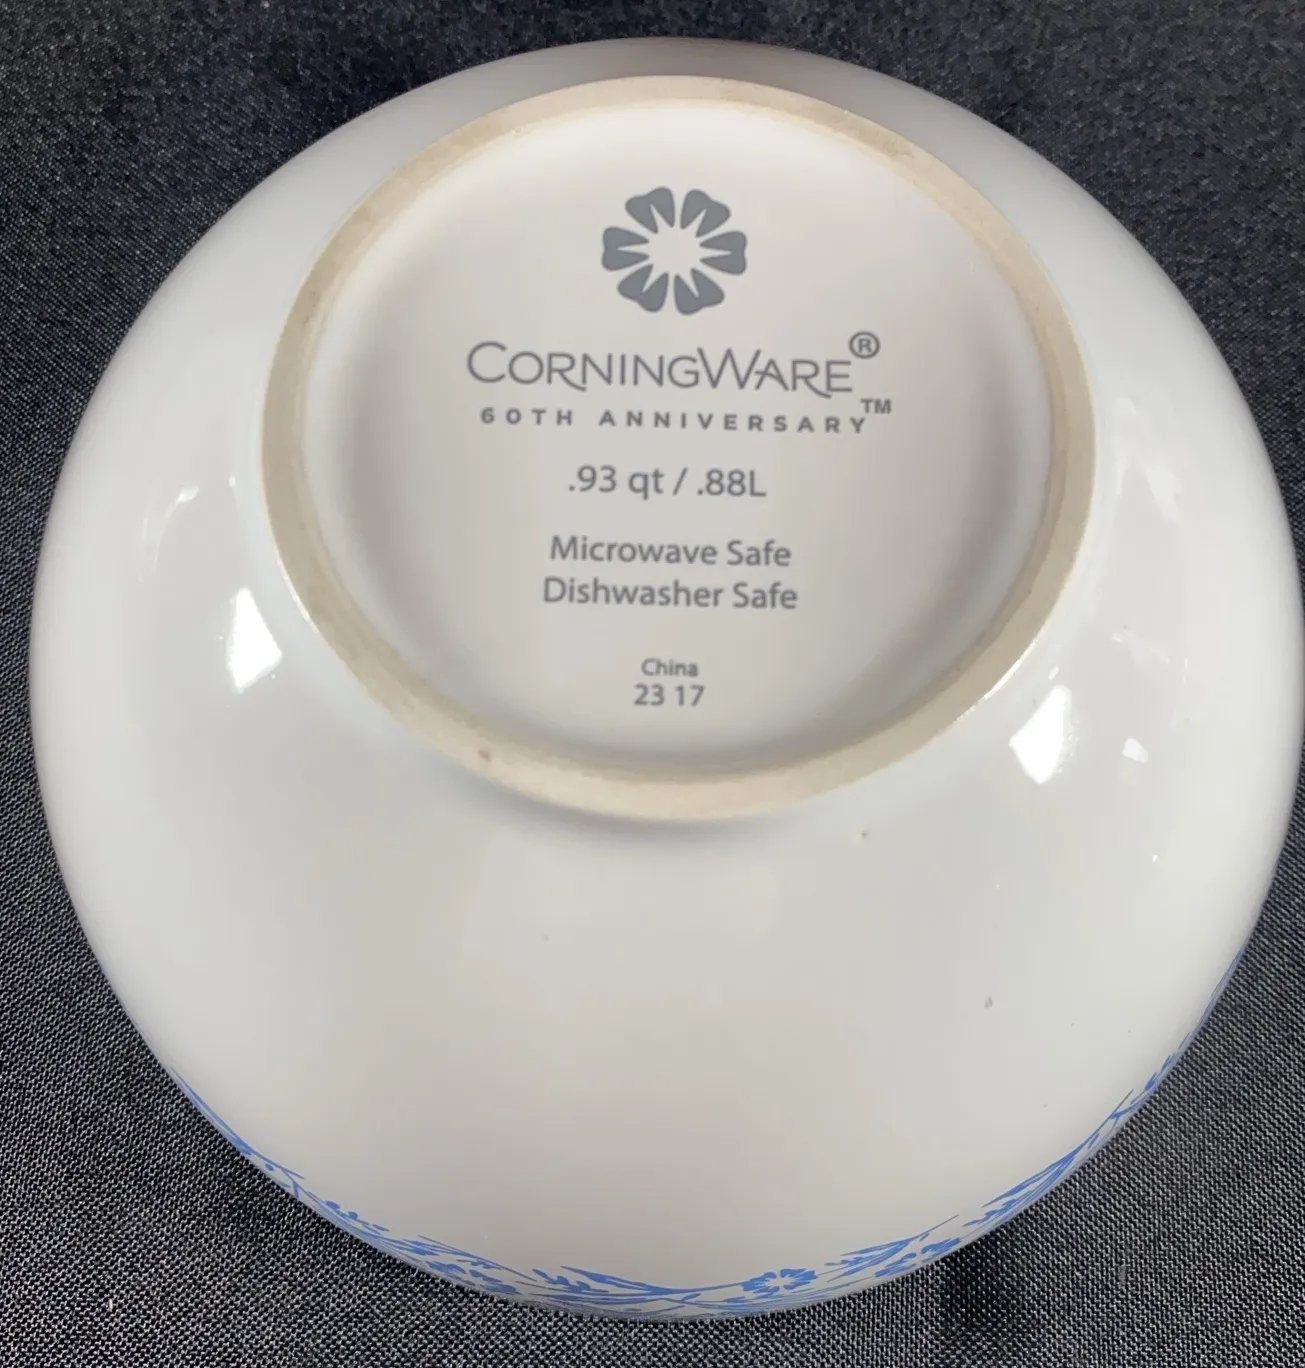 CORNINGWARE®
60TH ANNIVERSARY™
.93 qt / .88L
Microwave Safe
Dishwasher Safe
China
23 17